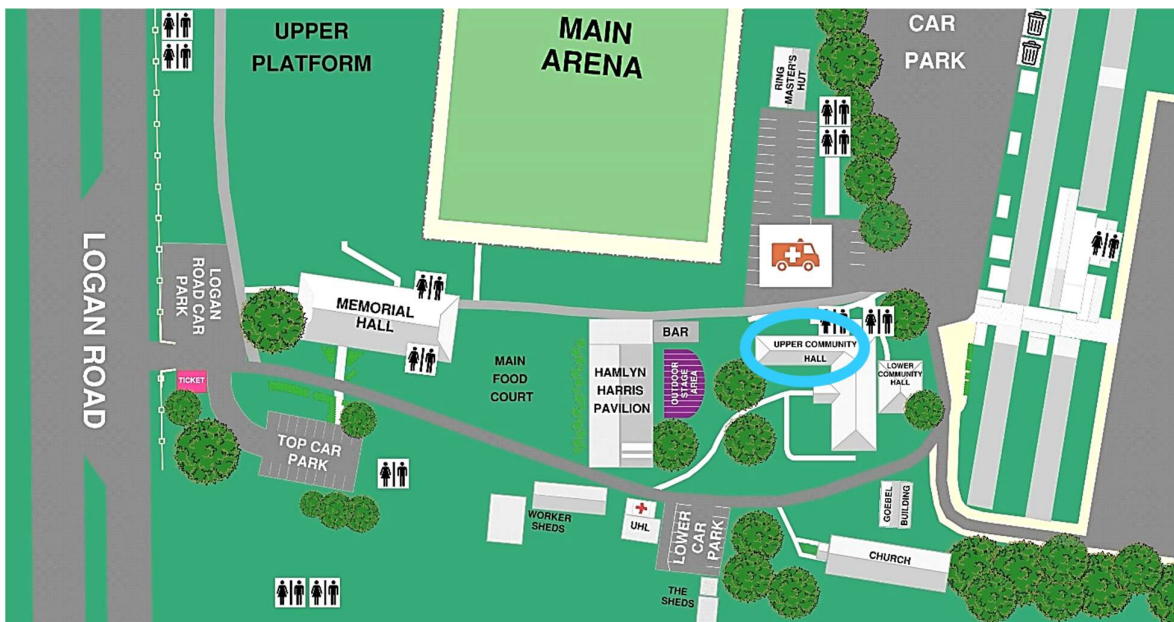 UPPER
PLATFORM
MAIN
ARENA
CAR
PARK
RING
MASTER'S
HUT
LOGAN ROAD
LOGAN
ROAD CAR
PARK
MEMORIAL
HALL
TICKET
TOP CAR
PARK
MAIN
FOOD
COURT
BAR
HAMLYN
HARRIS
PAVILION
OUTDOOR
STAGE
AREA
UPPER COMMUNITY
HALL
LOWER
COMMUNITY
HALL
WORKER
SHEDS
UHL
LOWER
CAR
PARK
GOEBEL
BUILDING
CHURCH
THE
SHEDS